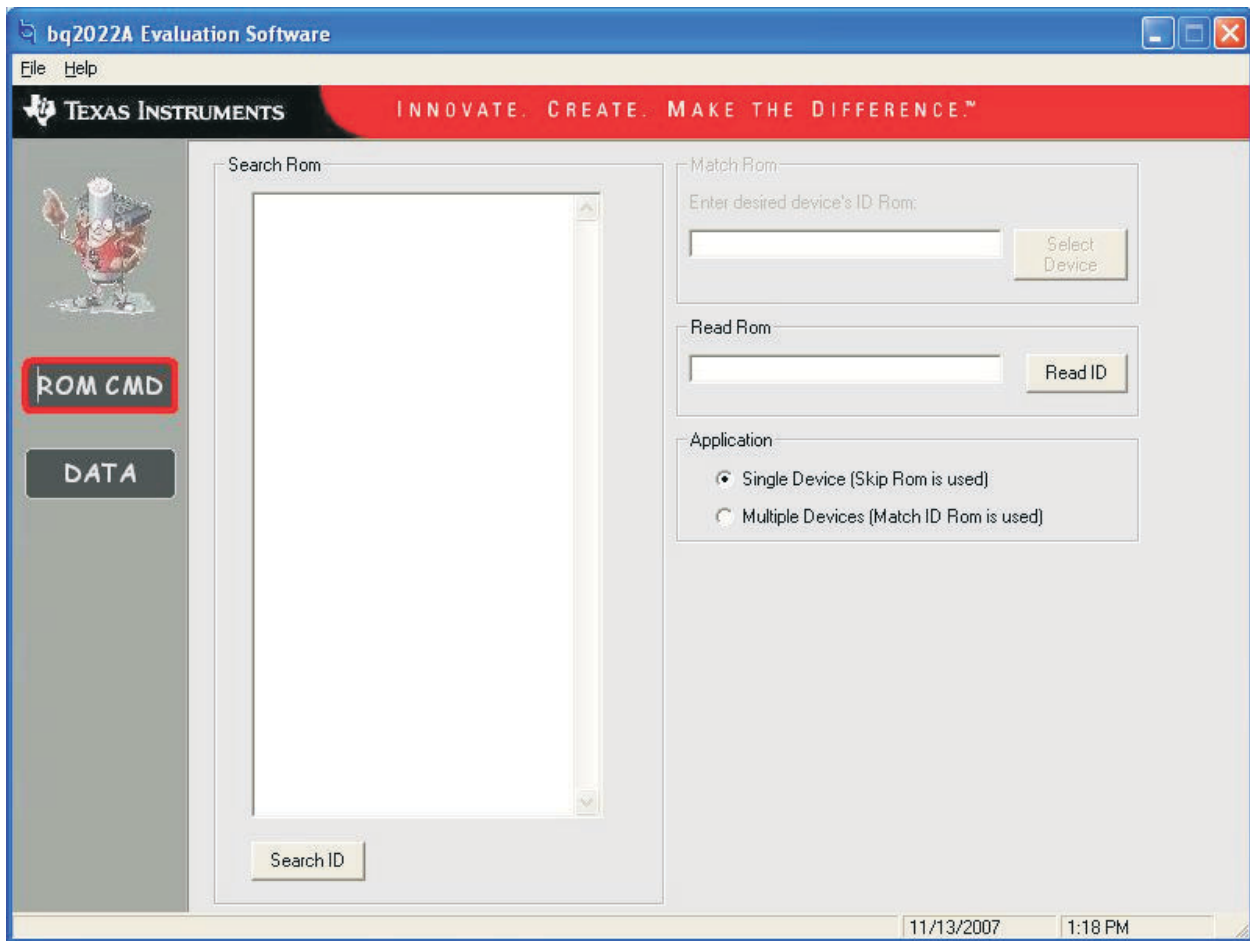 bq2022A Evaluation Software
File Help
TEXAS INSTRUMENTS
INNOVATE. CREATE. MAKE THE DIFFERENCE.™
ROM CMD
DATA
Search Rom
Search ID
Match Rom
Enter desired device's ID Rom:
Select
Device
Read Rom
Read ID
Application
Single Device (Skip Rom is used)
Multiple Devices (Match ID Rom is used)
11/13/2007 1:18 PM